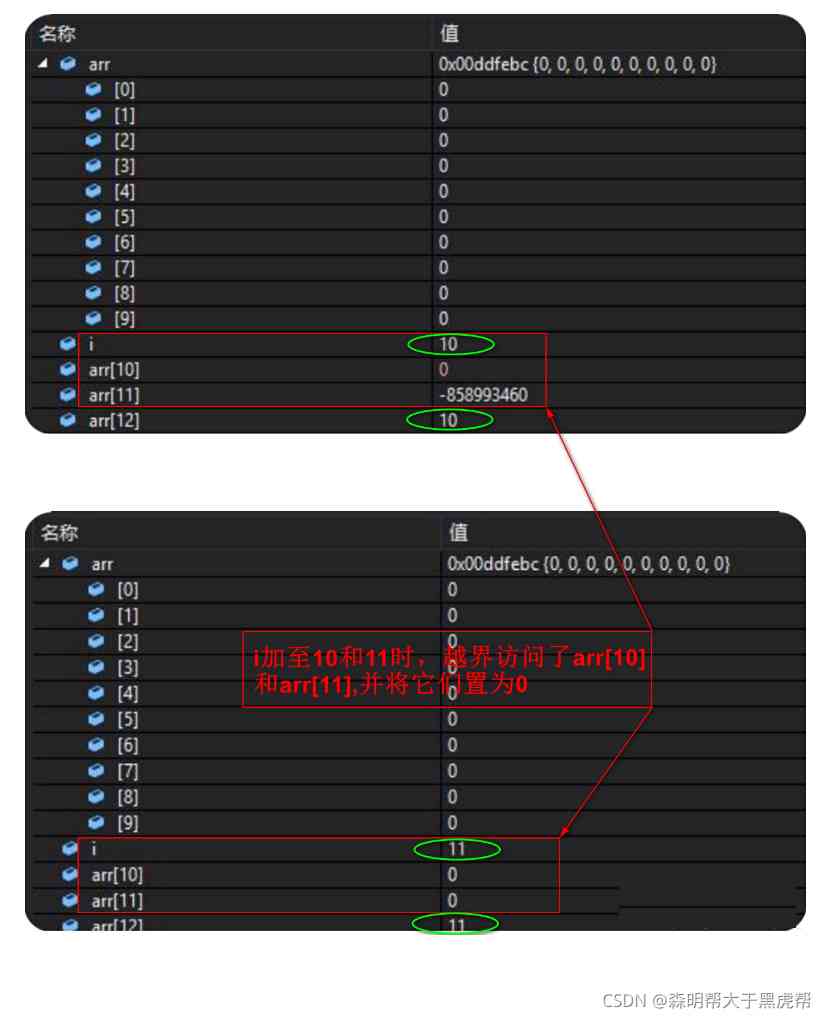 名称 值
arr 0x00ddfebc {0, 0, 0, 0, 0, 0, 0, 0, 0, 0}
[0] 0
[1] 0
[2] 0
[3] 0
[4] 0
[5] 0
[6] 0
[7] 0
[8] 0
[9] 0
i 10
arr[10] 0
arr[11] -858993460
arr[12] 10
名称 值
arr 0x00ddfebc {0, 0, 0, 0, 0, 0, 0, 0, 0, 0}
[0] 0
[1] 0
[2] 0
[3] 0
[4] 0
[5] 0
[6] 0
[7] 0
[8] 0
[9] 0
i加至10和11时，越界访问了arr[10]
和arr[11],并将它们置为0
i 11
arr[10] 0
arr[11] 0
arr[12] 11
CSDN @淼明帮大于黑虎帮